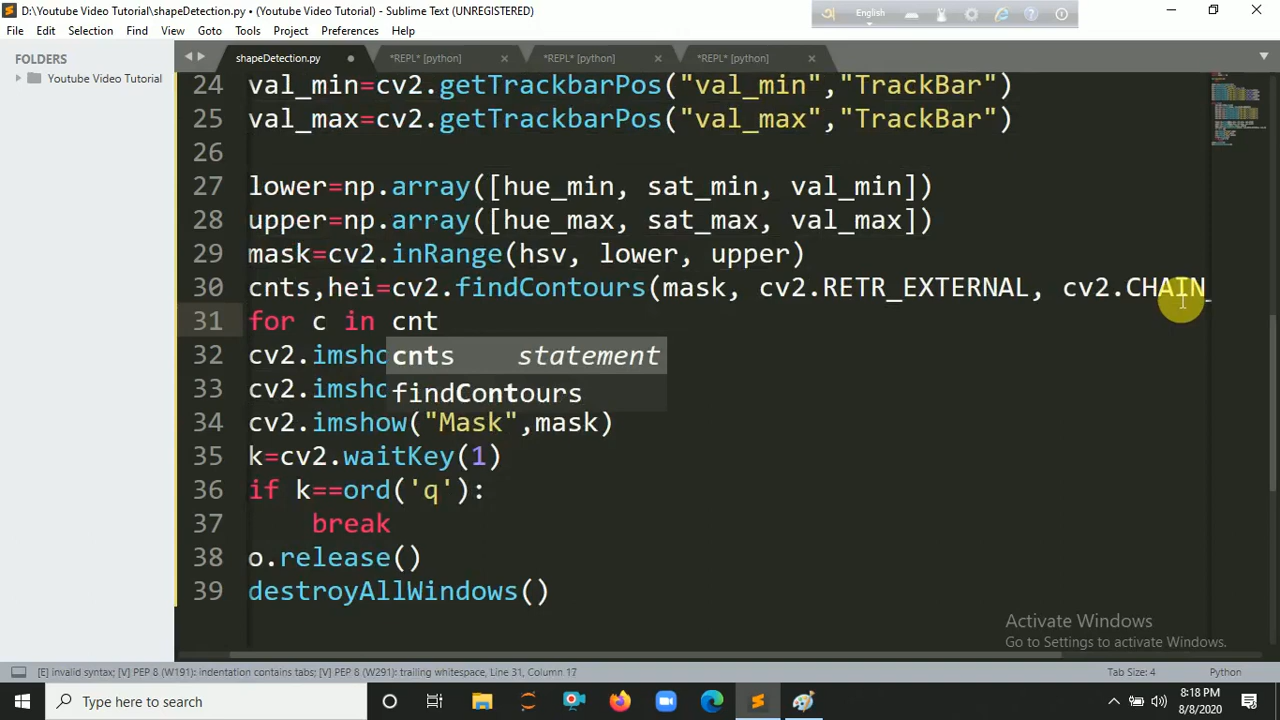 D:\Youtube Video Tutorial\shapeDetection.py • (Youtube Video Tutorial) - Sublime Text (UNREGISTERED)
English
File Edit Selection Find View Goto Tools Project Preferences Help
FOLDERS
Youtube Video Tutorial
shapeDetection.py
*REPL* [python]
*REPL* [python]
*REPL* [python]
24 val_min=cv2.getTrackbarPos("val_min","TrackBar")
25 val_max=cv2.getTrackbarPos("val_max","TrackBar")
26
27 lower=np.array([hue_min, sat_min, val_min])
28 upper=np.array([hue_max, sat_max, val_max])
29 mask=cv2.inRange(hsv, lower, upper)
30 cnts,hei=cv2.findContours(mask, cv2.RETR_EXTERNAL, cv2.CHAIN_
31 for c in cnt
32 cv2.imsho
cnts statement
33 cv2.imsho
findContours
34 cv2.imshow("Mask",mask)
35 k=cv2.waitKey(1)
36 if k==ord('q'):
37 break
38 o.release()
39 destroyAllWindows()
Activate Windows
Go to Settings to activate Windows.
[E] invalid syntax; [V] PEP 8 (W191): indentation contains tabs; [V] PEP 8 (W291): trailing whitespace, Line 31, Column 17
Tab Size: 4
Python
Type here to search
8:18 PM
8/8/2020